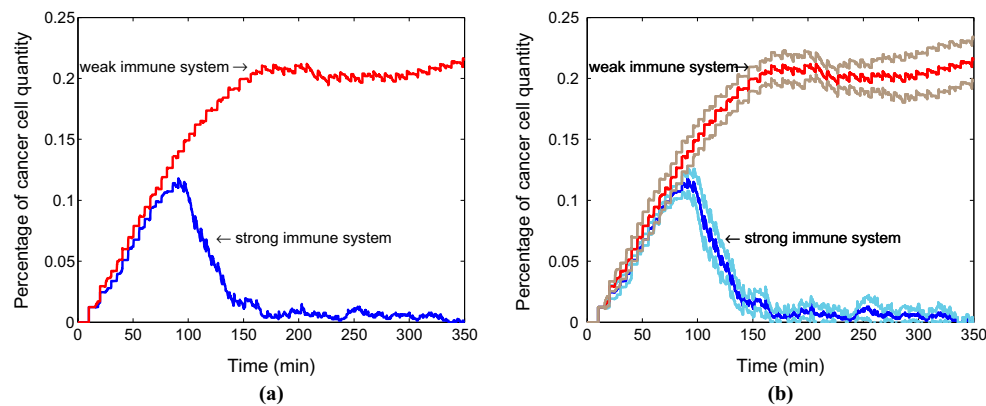 0.25
0.2
0.15
0.1
0.05
0
Percentage of cancer cell quantity
weak immune system →
← strong immune system
0 50 100 150 200 250 300 350
Time (min)
(a)
0.25
0.2
0.15
0.1
0.05
0
Percentage of cancer cell quantity
weak immune system →
← strong immune system
0 50 100 150 200 250 300 350
Time (min)
(b)